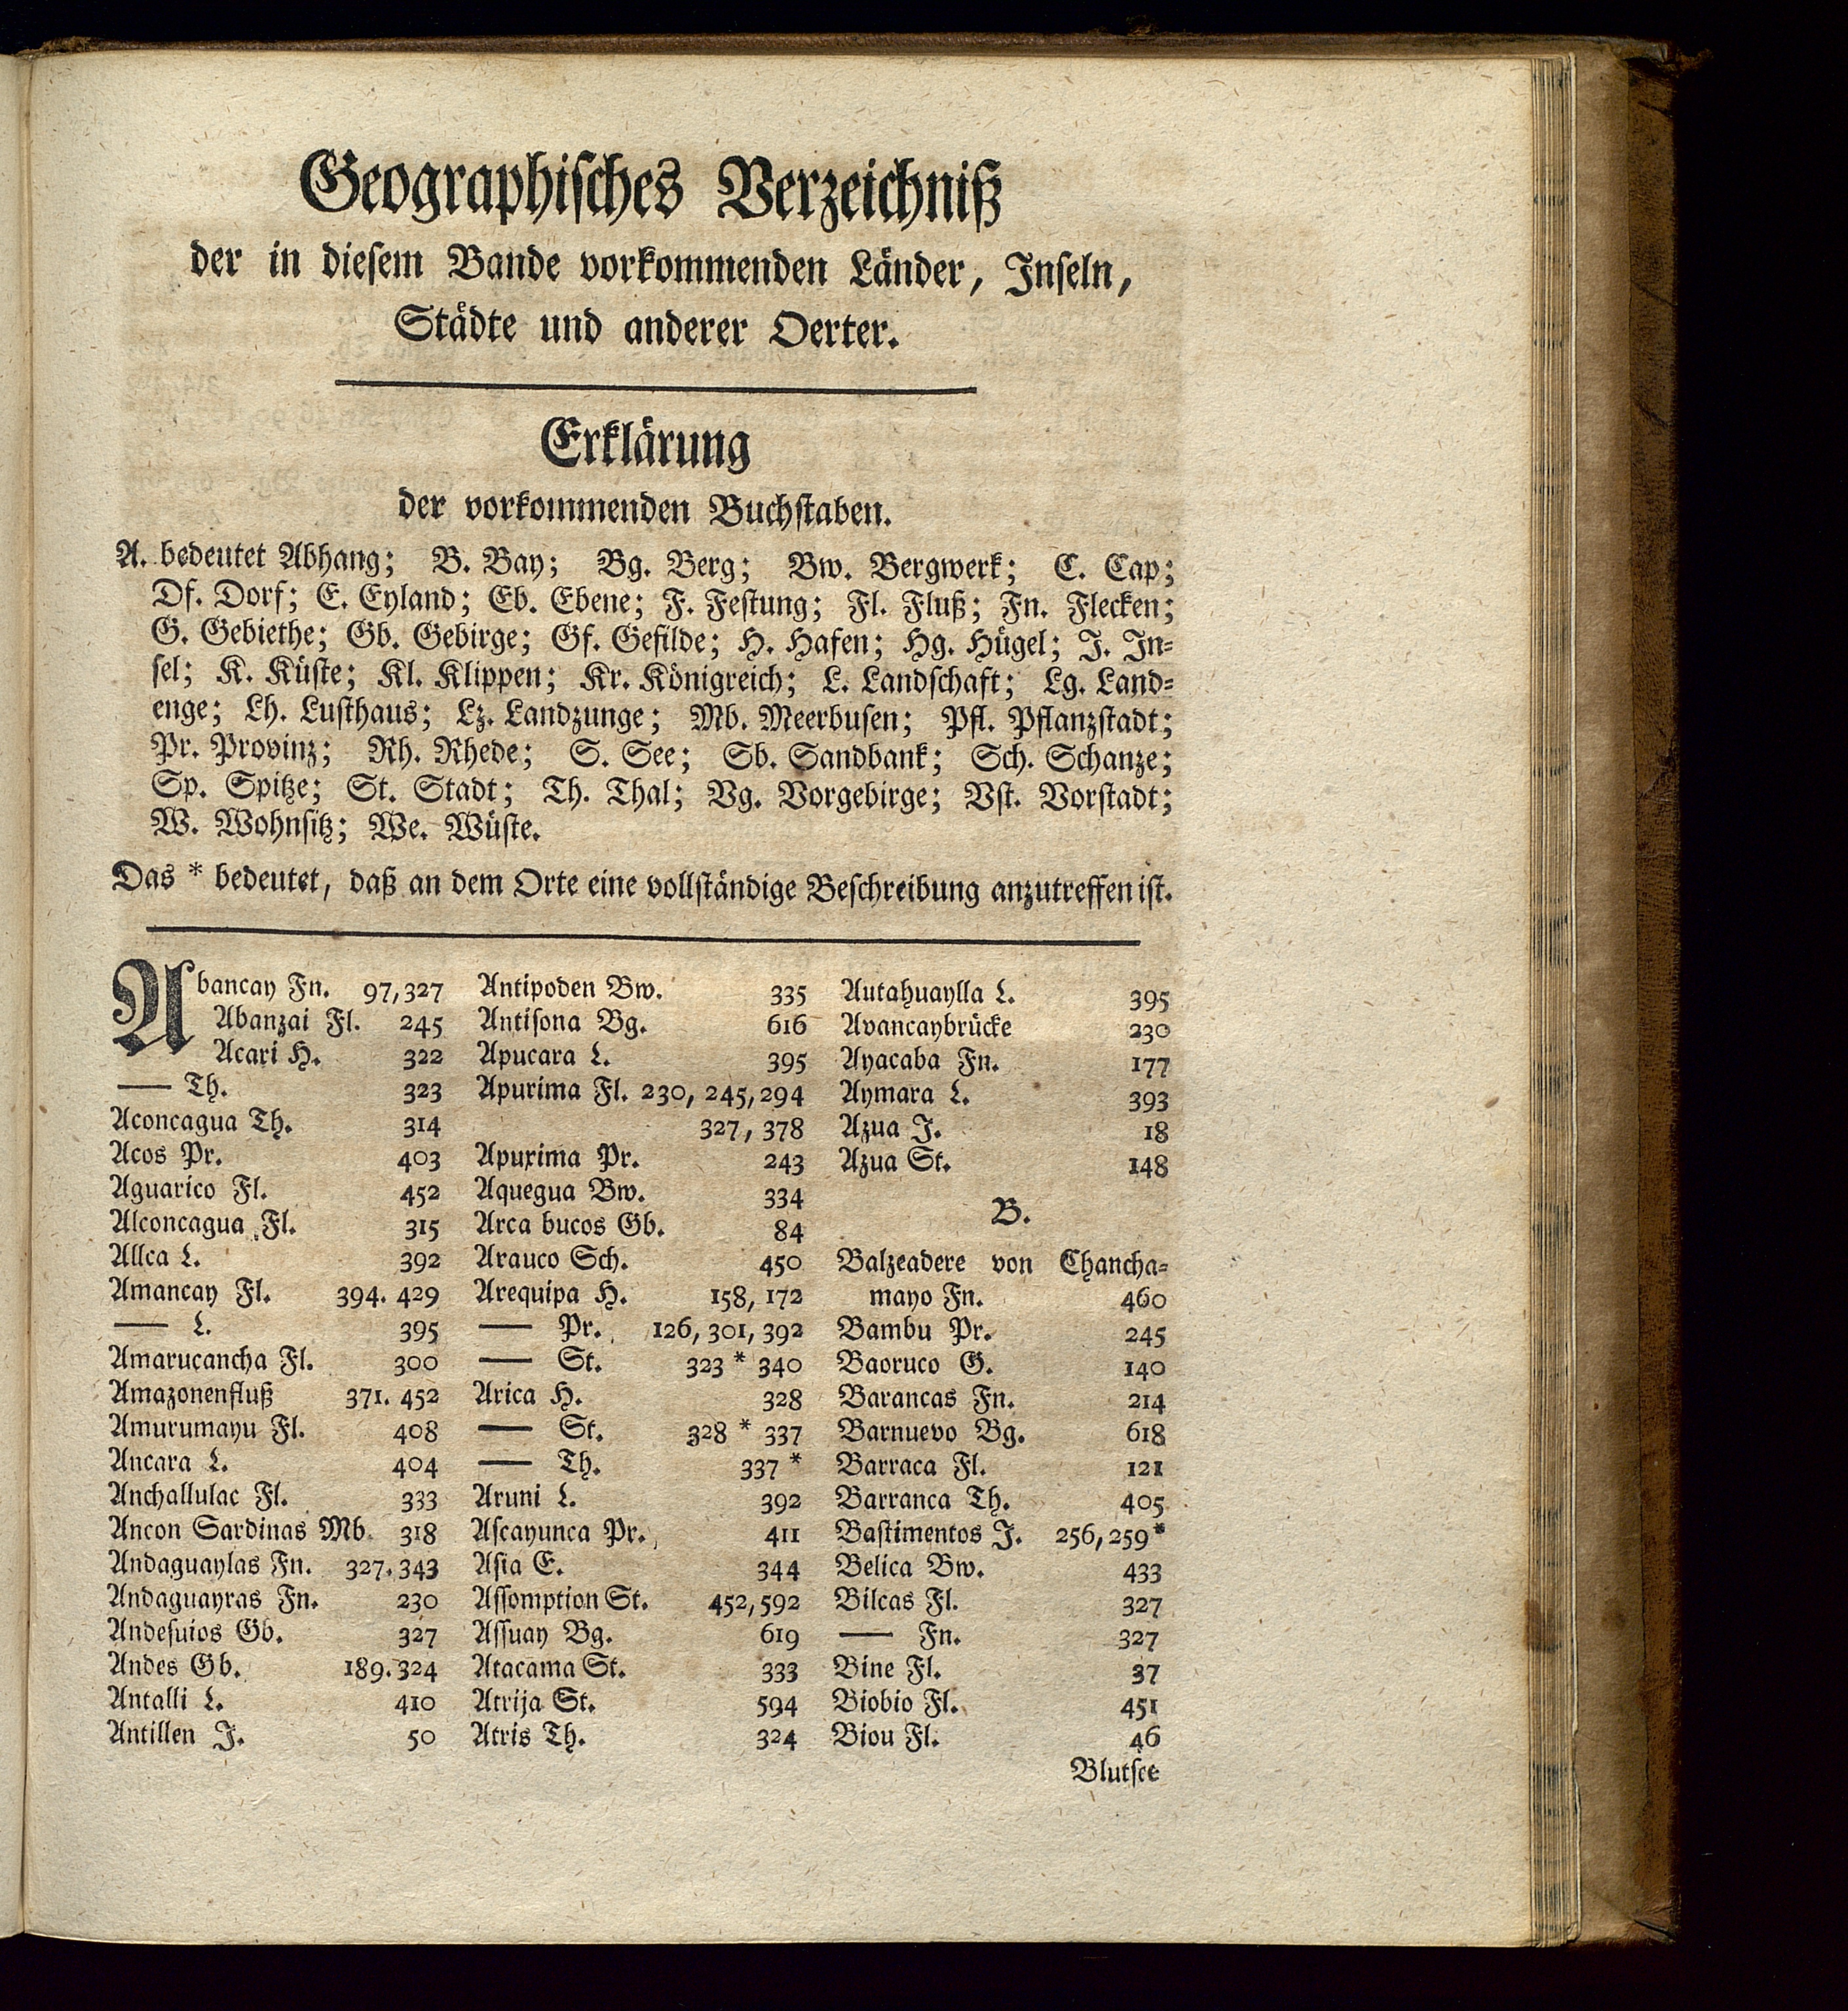 Geographisches Verzeichniß
der in diesem Bande vorkommenden Länder, Inseln,
Städte und anderer Oerter.
Erklärung
der vorkommenden Buchstaben.
A. bedeutet Abhang; B. Bay; Bg. Berg; Bw. Bergwerk; C. Cap;
Df. Dorf; E. Eyland; Eb. Ebene; F. Festung; Fl. Fluß; Fn. Flecken;
G. Gebiethe; Gb. Gebirge; Gf. Gefilde; H. Hafen; Hg. Hügel; J. In-
sel; K. Küste; Kl. Klippen; Kr. Königreich; L. Landschaft; Lg. Land-
enge; Lh. Lusthaus; Lz. Landzunge; Mb. Meerbusen; Pfl. Pflanzstadt;
Pr. Provinz; Rh. Rhede; S. See; Sb. Sandbank; Sch. Schanze;
Sp. Spitze; St. Stadt; Th. Thal; Vg. Vorgebirge; Vst. Vorstadt;
W. Wohnsitz; We. Wüste.
Das * bedeutet, daß an dem Orte eine vollständige Beschreibung anzutreffen ist.
Abancay Fn. 97, 327
Abanzai Fl. 245
Acari H. 322
— Th. 323
Aconcagua Th. 314
Acos Pr. 403
Aguarico Fl. 452
Alconcagua Fl. 315
Allca L. 392
Amancay Fl. 394. 429
— L. 395
Amarucancha Fl. 300
Amazonenfluß 371. 452
Amurumayu Fl. 408
Ancara L. 404
Anchallulac Fl. 333
Ancon Sardinas Mb. 318
Andaguaylas Fn. 327. 343
Andaguayras Fn. 230
Andesuios Gb. 327
Andes Gb. 189. 324
Antalli L. 410
Antillen J. 50
Antipoden Bw. 335
Antisona Bg. 616
Apucara L. 395
Apurima Fl. 230, 245, 294
327, 378
Apurima Pr. 243
Aquegua Bw. 334
Arca bucos Gb. 84
Arauco Sch. 450
Arequipa H. 158, 172
— Pr. 126, 301, 392
— St. 323 * 340
Arica H. 328
— St. 328 * 337
— Th. 337 *
Aruni L. 392
Ascayunca Pr. 411
Asia E. 344
Assomption St. 452, 592
Assuay Bg. 619
Atacama St. 333
Atrija St. 594
Atris Th. 324
Autahuaylla L. 395
Avancaybrücke 230
Ayacaba Fn. 177
Aymara L. 393
Azua J. 18
Azua St. 148
B.
Balzeadere von Chancha-
mayo Fn. 460
Bambu Pr. 245
Baoruco G. 140
Barancas Fn. 214
Barnuevo Bg. 618
Barraca Fl. 121
Barranca Th. 405
Bastimentos J. 256, 259*
Belica Bw. 433
Bilcas Fl. 327
— Fn. 327
Bine Fl. 37
Biobio Fl. 451
Biou Fl. 46
Blutsee